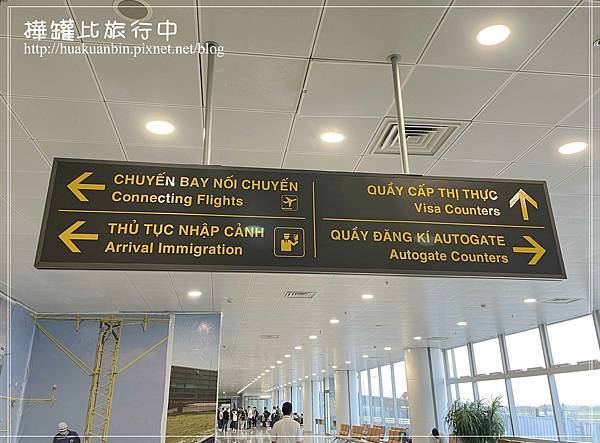 撶罐比旅行中
http://huakuanbin.pixnet.net/blog
CHUYẾN BAY NỐI CHUYẾN
Connecting Flights
THỦ TỤC NHẬP CẢNH
Arrival Immigration
QUẦY CẤP THỊ THỰC
Visa Counters
QUẦY ĐĂNG KÍ AUTOGATE
Autogate Counters